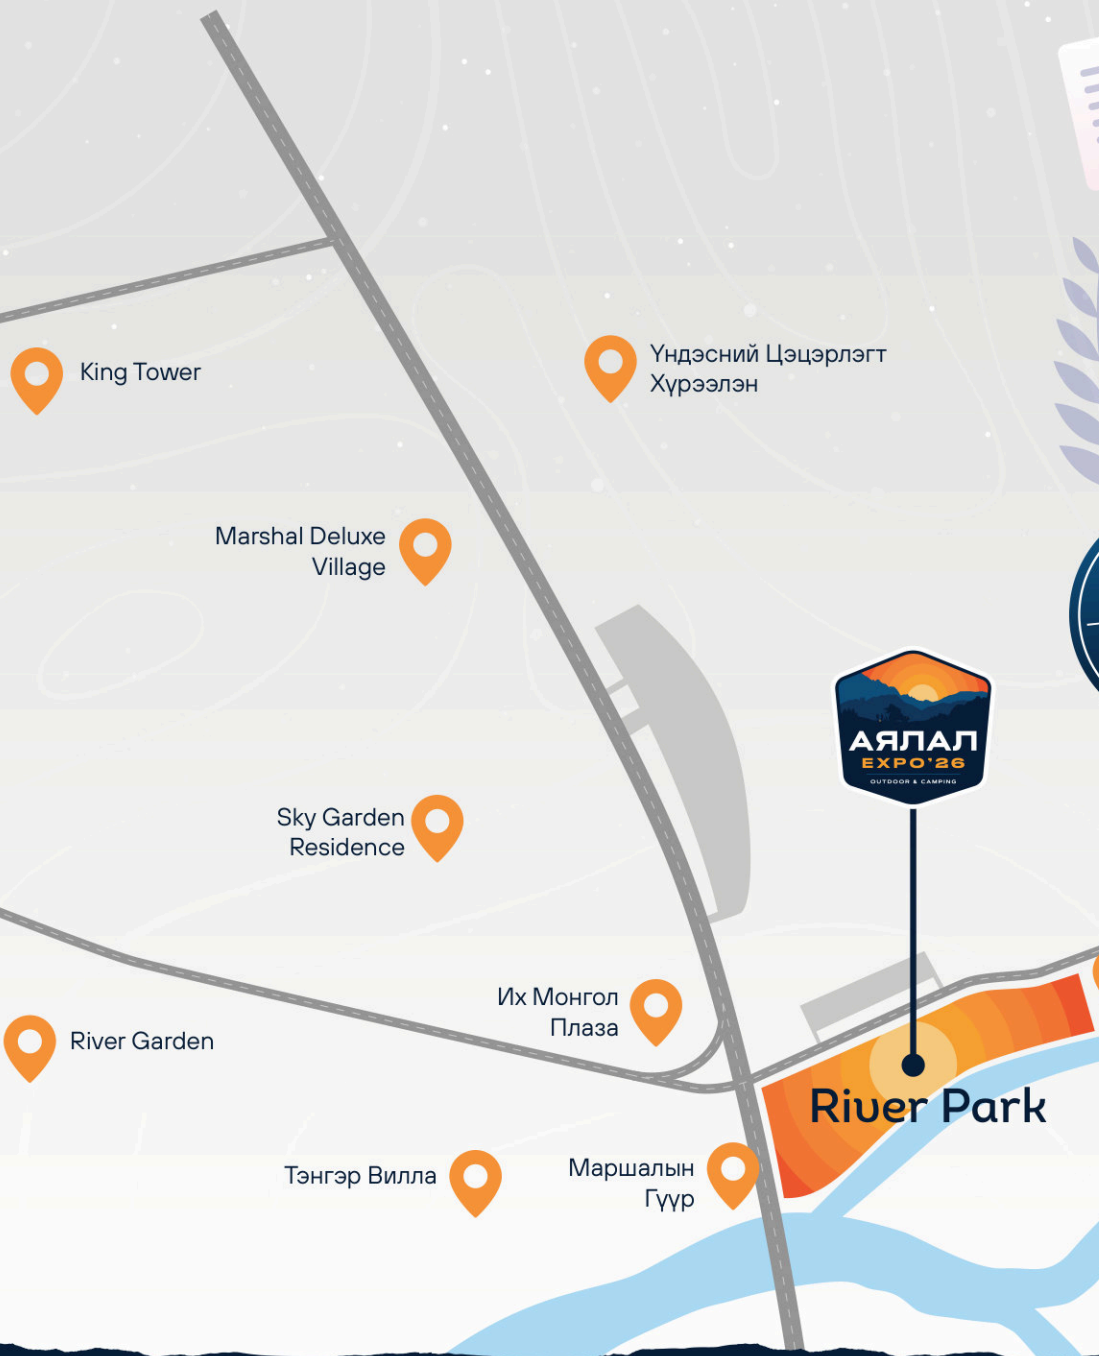 King Tower
Үндэсний Цэцэрлэгт
Хүрээлэн
Marshal Deluxe
Village
АЯЛАЛ
EXPO'26
OUTDOOR & CAMPING
Sky Garden
Residence
Их Монгол
Плаза
River Garden
River Park
Тэнгэр Вилла
Маршалын
Гүүр